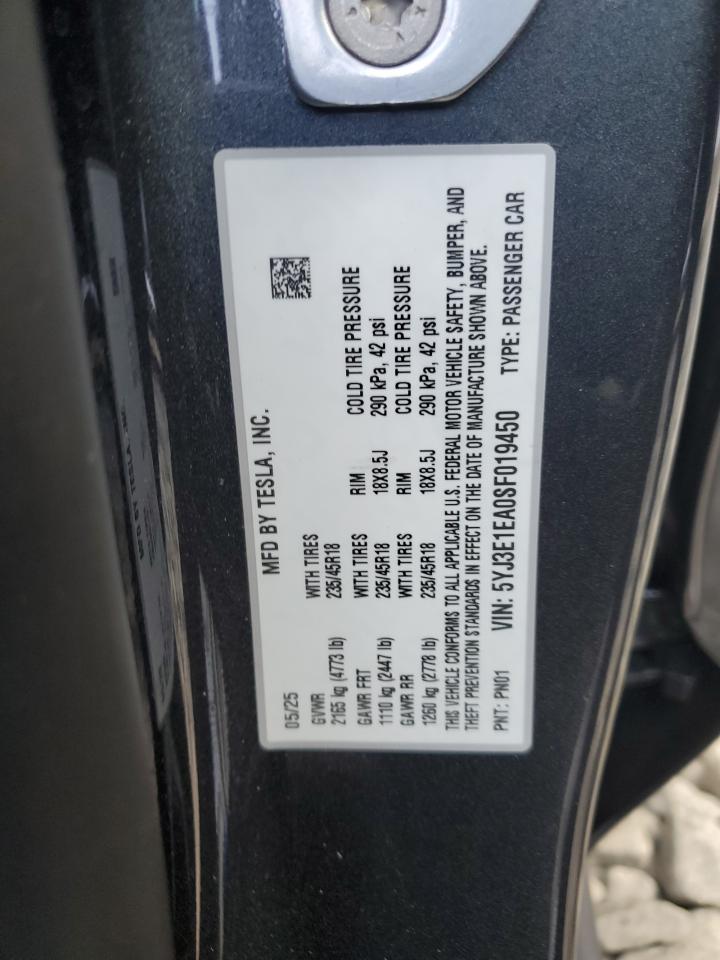 MFD BY TESLA, INC.
05/25
GVWR WITH TIRES
2165 kg (4773 lb) 235/45R18
GAWR FRT WITH TIRES RIM COLD TIRE PRESSURE
1110 kg (2447 lb) 235/45R18 18X8.5J 290 kPa, 42 psi
GAWR RR WITH TIRES RIM COLD TIRE PRESSURE
1260 kg (2778 lb) 235/45R18 18X8.5J 290 kPa, 42 psi
THIS VEHICLE CONFORMS TO ALL APPLICABLE U.S. FEDERAL MOTOR VEHICLE SAFETY, BUMPER, AND
THEFT PREVENTION STANDARDS IN EFFECT ON THE DATE OF MANUFACTURE SHOWN ABOVE.
PNT: PN01 VIN: 5YJ3E1EA0SF019450 TYPE: PASSENGER CAR